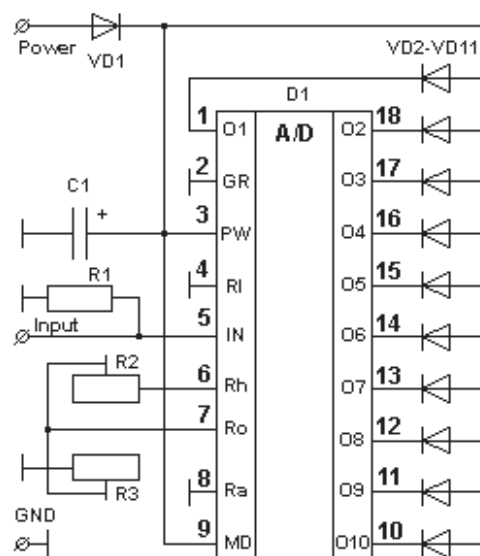 Power
VD1
VD2-VD11
D1
A/D
1 O1
O2 18
2 GR
O3 17
C1
+
3 PW
O4 16
4 RI
O5 15
R1
Input
5 IN
O6 14
R2
6 Rh
O7 13
7 Ro
O8 12
R3
8 Ra
O9 11
GND
9 MD
O10 10